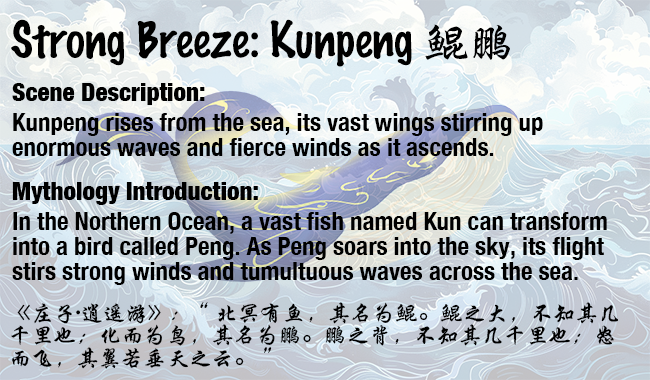 Strong Breeze: Kunpeng 鲲鹏
Scene Description:
Kunpeng rises from the sea, its vast wings stirring up
enormous waves and fierce winds as it ascends.
Mythology Introduction:
In the Northern Ocean, a vast fish named Kun can transform
into a bird called Peng. As Peng soars into the sky, its flight
stirs strong winds and tumultuous waves across the sea.
《庄子·逍遥游》：“北冥有鱼，其名为鲲。鲲之大，不知其几
千里也；化而为鸟，其名为鹏。鹏之背，不知其几千里也；怒
而飞，其翼若垂天之云。”